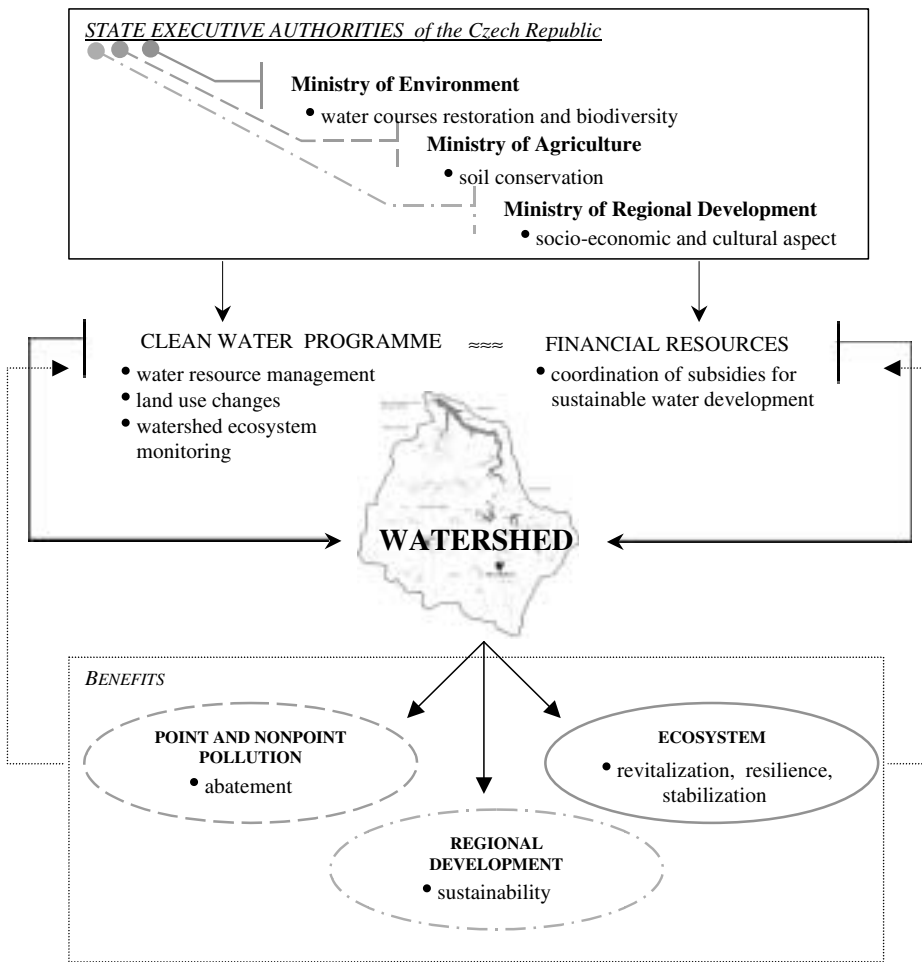 STATE EXECUTIVE AUTHORITIES of the Czech Republic
Ministry of Environment
• water courses restoration and biodiversity
Ministry of Agriculture
• soil conservation
Ministry of Regional Development
• socio-economic and cultural aspect
CLEAN WATER PROGRAMME ≈≈≈ FINANCIAL RESOURCES
• water resource management
• land use changes
• watershed ecosystem
monitoring
• coordination of subsidies for
sustainable water development
WATERSHED
BENEFITS
POINT AND NONPOINT
POLLUTION
• abatement
ECOSYSTEM
• revitalization, resilience,
stabilization
REGIONAL
DEVELOPMENT
• sustainability